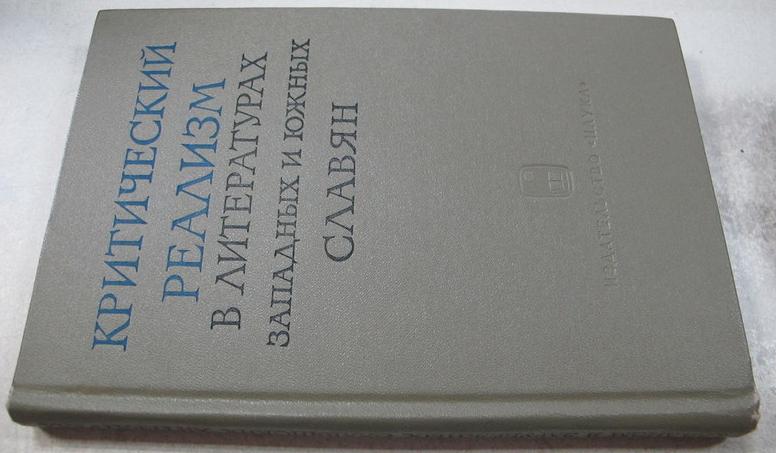 КРИТИЧЕСКИЙ
РЕАЛИЗМ
В ЛИТЕРАТУРАХ
ЗАПАДНЫХ И ЮЖНЫХ
СЛАВЯН
ИЗДАТЕЛЬСТВО «НАУКА»